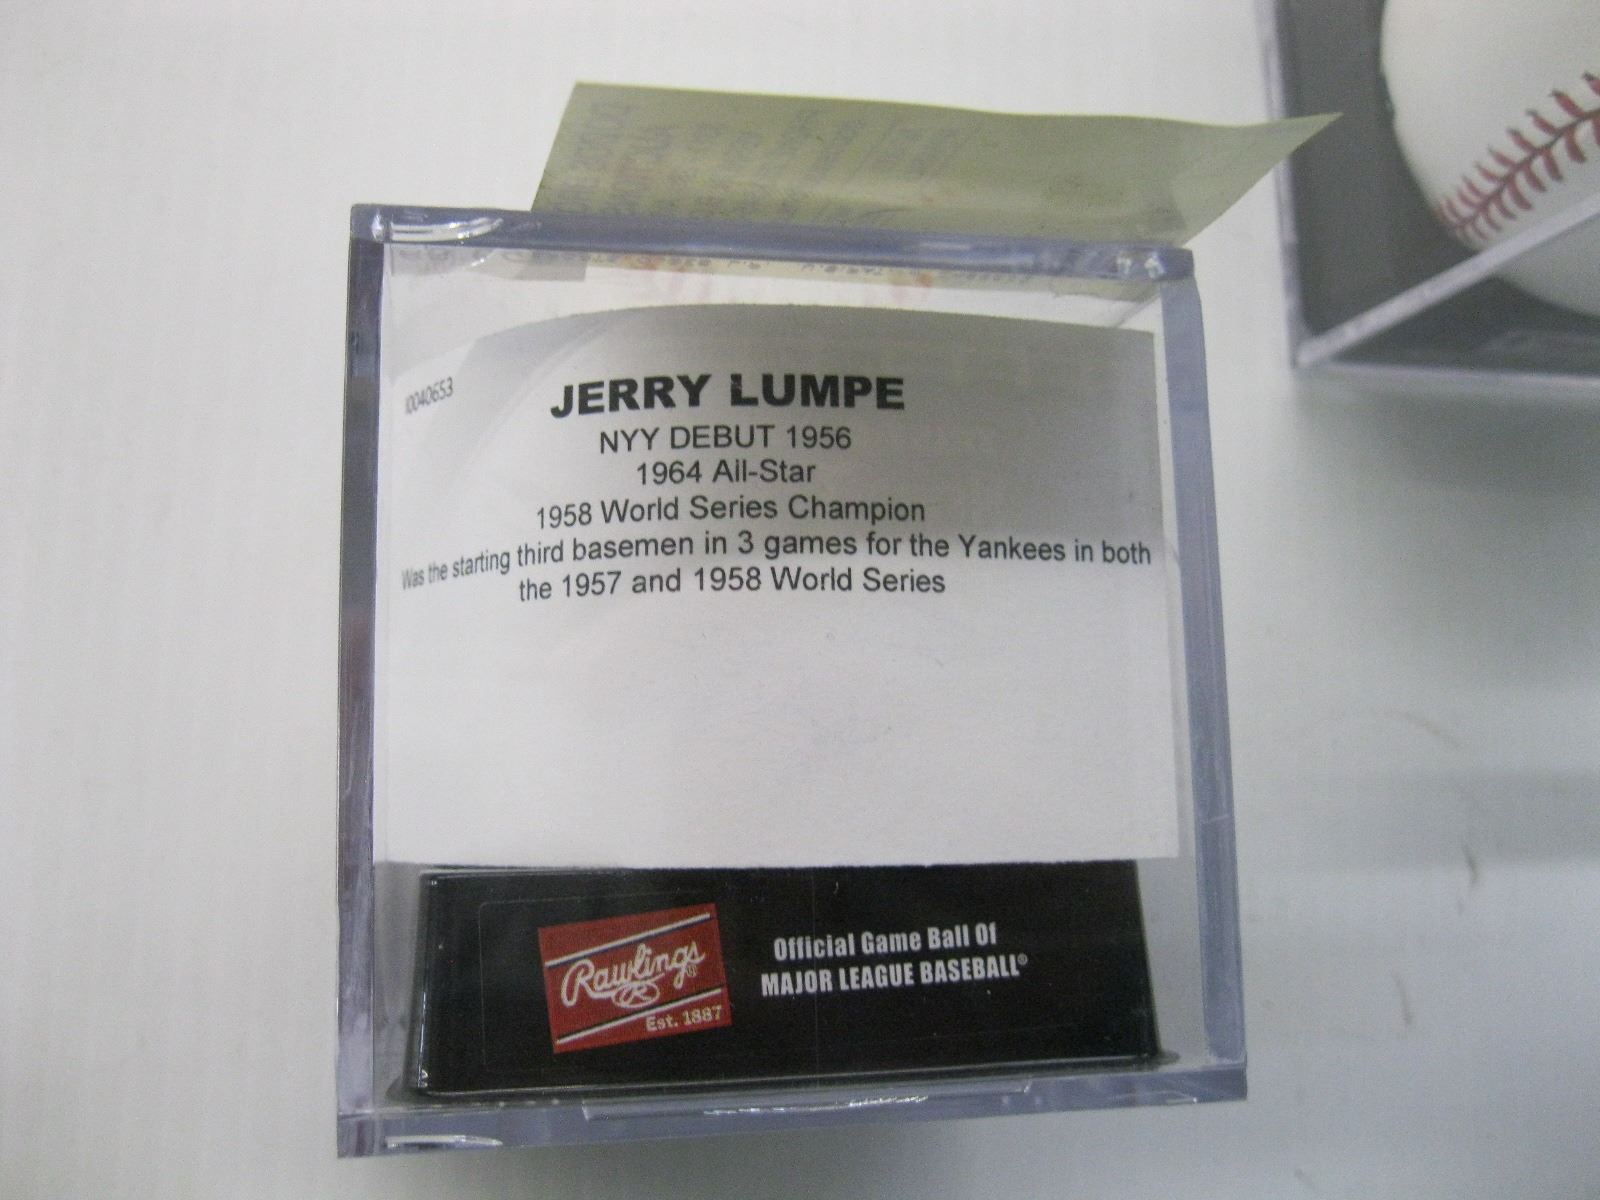 10040653
JERRY LUMPE
NYY DEBUT 1956
1964 All-Star
1958 World Series Champion
Was the starting third basemen in 3 games for the Yankees in both
the 1957 and 1958 World Series
Rawlings®
R
Est. 1887
Official Game Ball Of
MAJOR LEAGUE BASEBALL®